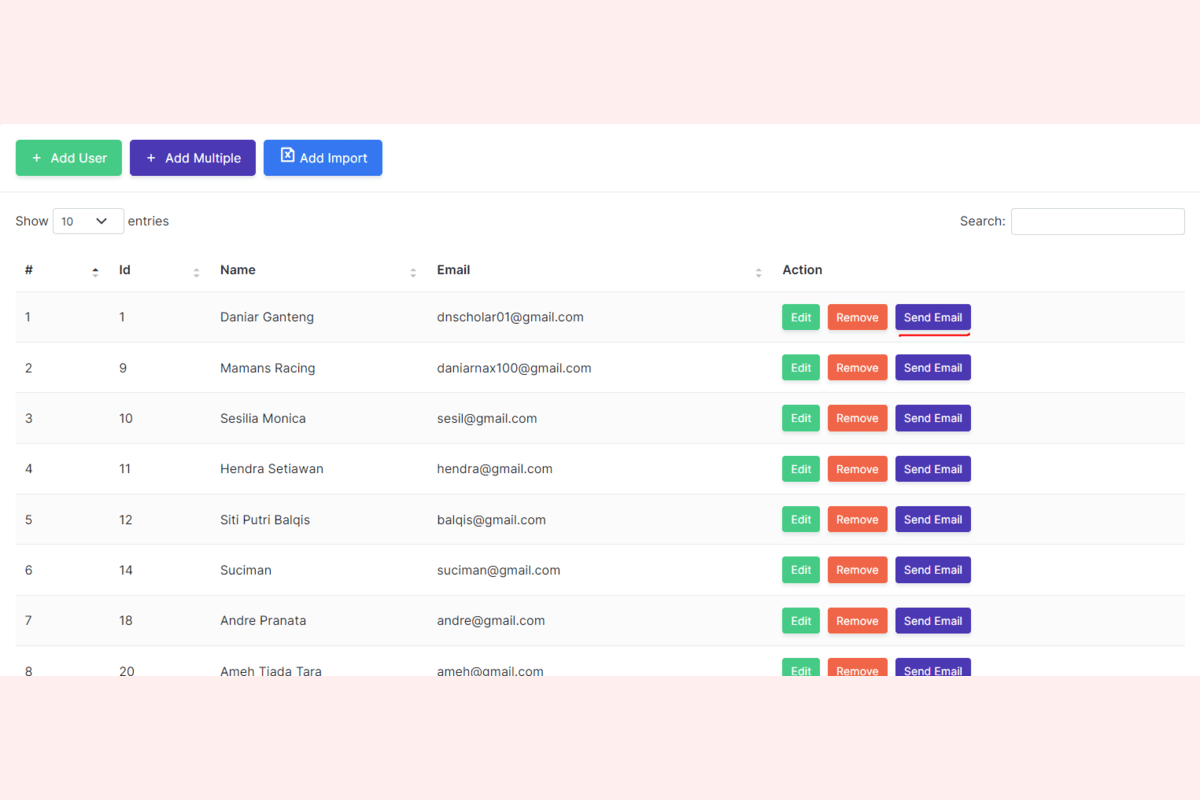 + Add User + Add Multiple Add Import
Show 10 entries Search:
# Id Name Email Action
1 1 Daniar Ganteng dnscholar01@gmail.com Edit Remove Send Email
2 9 Mamans Racing daniarnax100@gmail.com Edit Remove Send Email
3 10 Sesilia Monica sesil@gmail.com Edit Remove Send Email
4 11 Hendra Setiawan hendra@gmail.com Edit Remove Send Email
5 12 Siti Putri Balqis balqis@gmail.com Edit Remove Send Email
6 14 Suciman suciman@gmail.com Edit Remove Send Email
7 18 Andre Pranata andre@gmail.com Edit Remove Send Email
8 20 Ameh Tiada Tara ameh@gmail.com Edit Remove Send Email